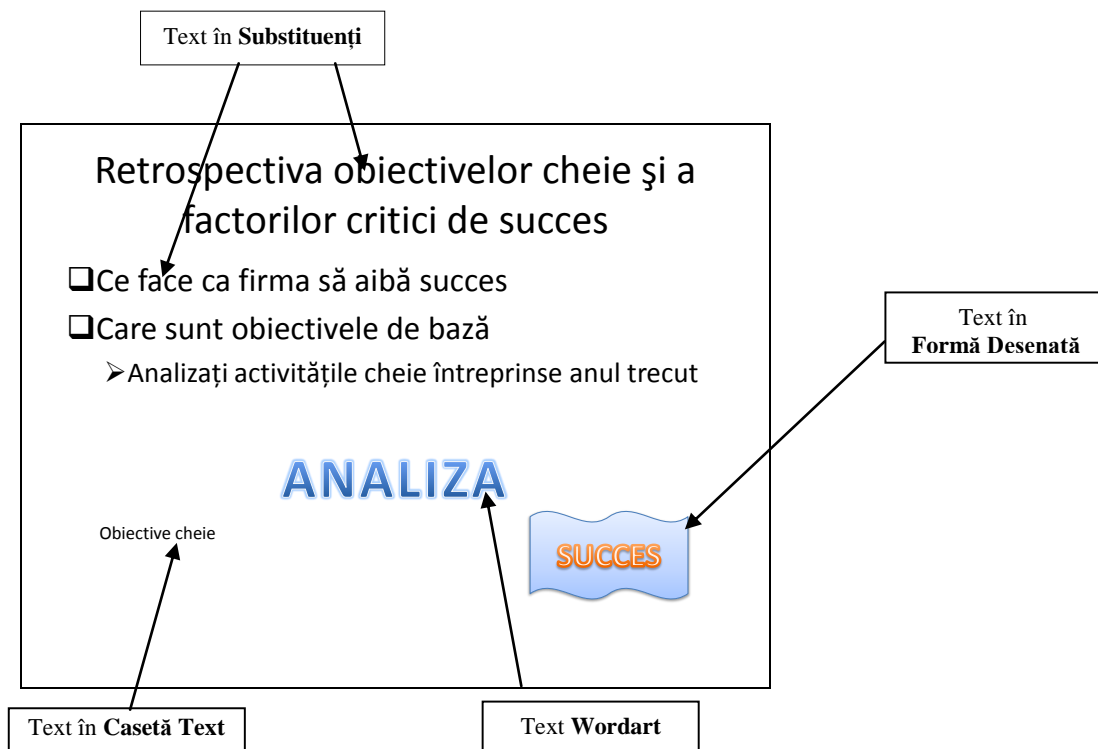 Text în Substituenți
Retrospectiva obiectivelor cheie şi a
factorilor critici de succes
Ce face ca firma să aibă succes
Care sunt obiectivele de bază
Analizați activitățile cheie întreprinse anul trecut
Text în
Formă Desenată
ANALIZA
Obiective cheie
SUCCES
Text în Casetă Text
Text Wordart